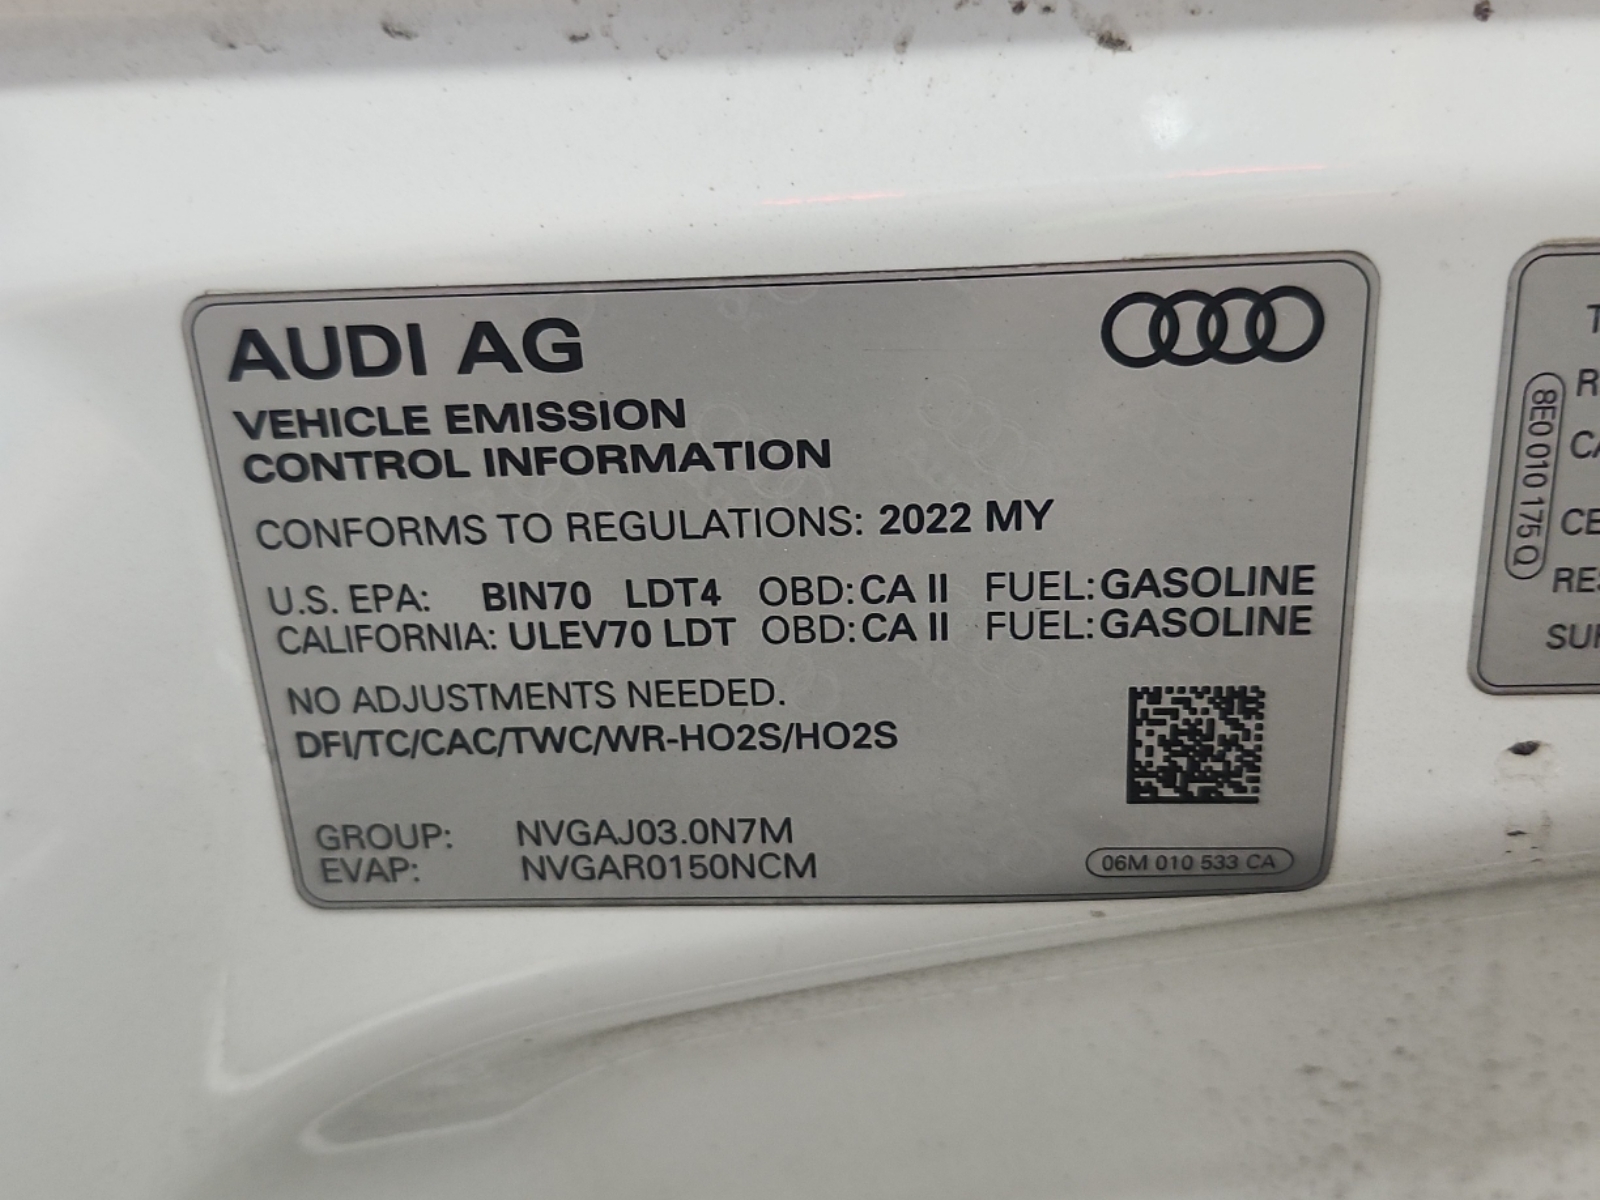 AUDI AG
VEHICLE EMISSION
CONTROL INFORMATION
CONFORMS TO REGULATIONS: 2022 MY
U.S. EPA: BIN70 LDT4 OBD: CA II FUEL: GASOLINE
CALIFORNIA: ULEV70 LDT OBD: CA II FUEL: GASOLINE
NO ADJUSTMENTS NEEDED.
DFI/TC/CAC/TWC/WR-HO2S/HO2S
GROUP: NVGAJ03.0N7M
EVAP: NVGAR0150NCM
06M 010 533 CA
8E0 010 175 Q